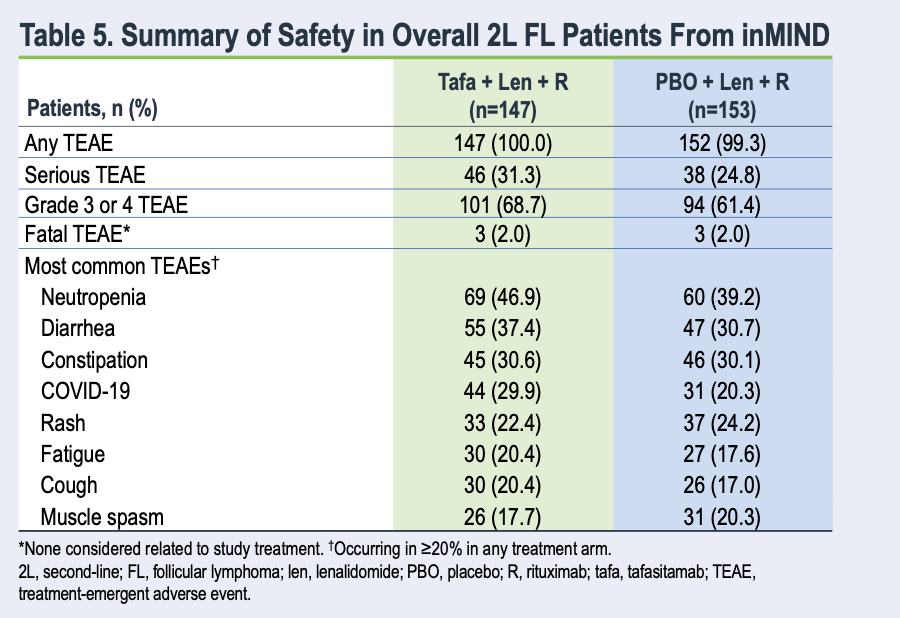 Table 5. Summary of Safety in Overall 2L FL Patients From inMIND
Patients, n (%) Tafa + Len + R (n=147) PBO + Len + R (n=153)
Any TEAE 147 (100.0) 152 (99.3)
Serious TEAE 46 (31.3) 38 (24.8)
Grade 3 or 4 TEAE 101 (68.7) 94 (61.4)
Fatal TEAE* 3 (2.0) 3 (2.0)
Most common TEAEs†
Neutropenia 69 (46.9) 60 (39.2)
Diarrhea 55 (37.4) 47 (30.7)
Constipation 45 (30.6) 46 (30.1)
COVID-19 44 (29.9) 31 (20.3)
Rash 33 (22.4) 37 (24.2)
Fatigue 30 (20.4) 27 (17.6)
Cough 30 (20.4) 26 (17.0)
Muscle spasm 26 (17.7) 31 (20.3)
*None considered related to study treatment. †Occurring in ≥20% in any treatment arm.
2L, second-line; FL, follicular lymphoma; len, lenalidomide; PBO, placebo; R, rituximab; tafa, tafasitamab; TEAE,
treatment-emergent adverse event.